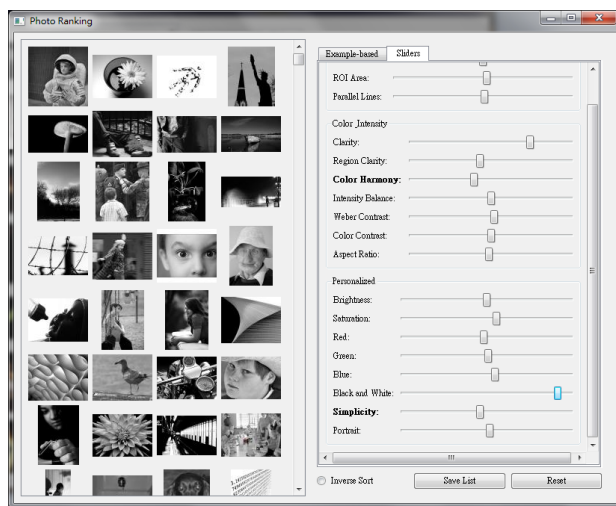 Photo Ranking
Example-based Sliders
ROI Area:
Parallel Lines:
Color_Intensity
Clarity:
Region Clarity:
Color Harmony:
Intensity Balance:
Weber Contrast:
Color Contrast:
Aspect Ratio:
Personalized
Brightness:
Saturation:
Red:
Green:
Blue:
Black and White:
Simplicity:
Portrait:
Inverse Sort Save List Reset